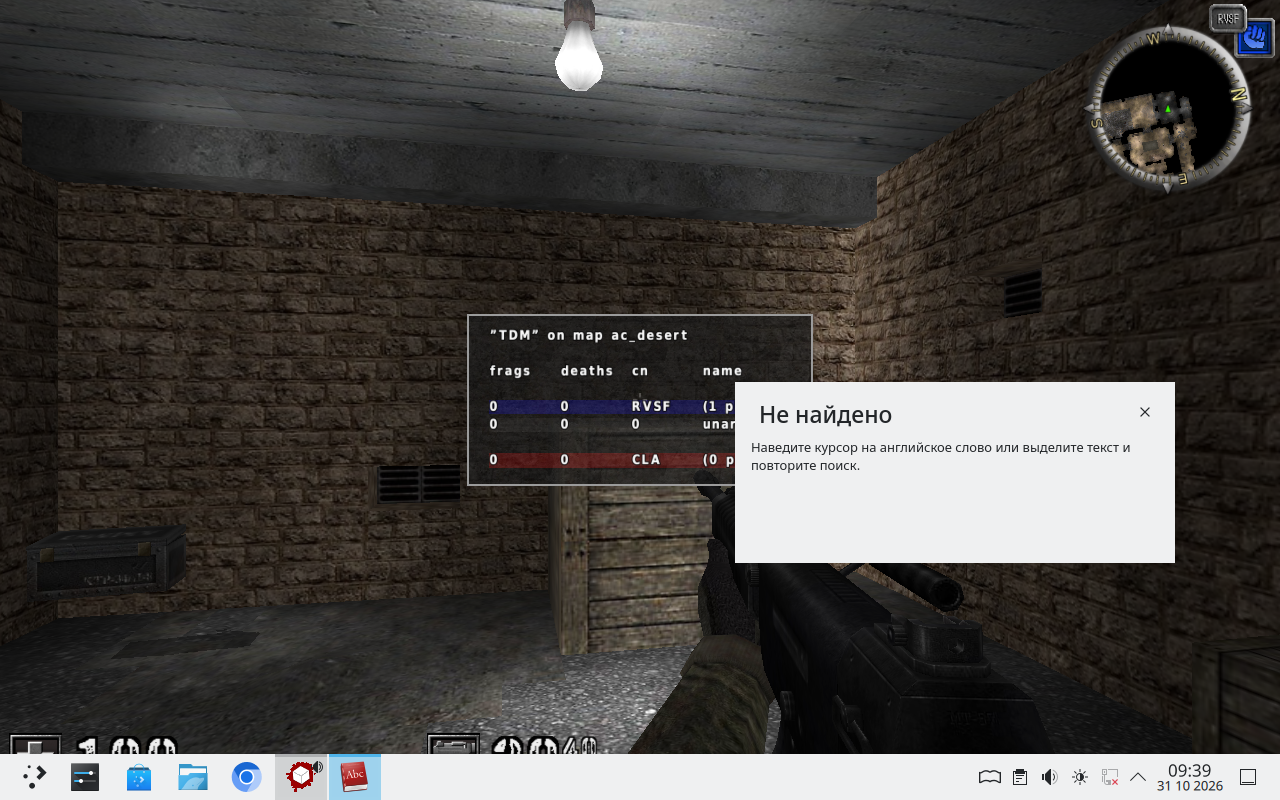 RVSF
W
N
S
E
"TDM" on map ac_desert
frags deaths cn name
0 0 RVSF (1 p
0 0 0 unar
0 0 CLA (0 p
Не найдено
Наведите курсор на английское слово или выделите текст и
повторите поиск.
100
Abc
09:39
31 10 2026